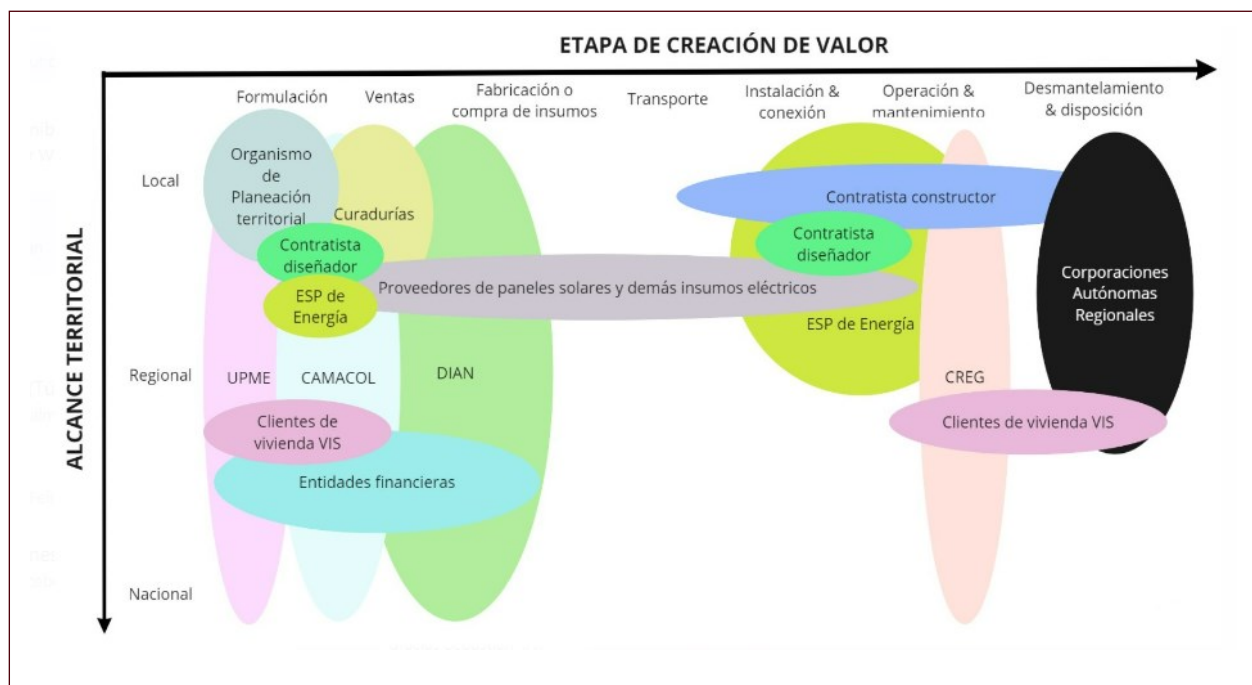 ETAPA DE CREACIÓN DE VALOR
Formulación
Ventas
Fabricación o
compra de insumos
Transporte
Instalación &
conexión
Operación &
mantenimiento
Desmantelamiento
& disposición
ALCANCE TERRITORIAL
Local
Regional
Nacional
Organismo
de
Planeación
territorial
Curadurías
Contratista
diseñador
ESP de
Energía
Proveedores de paneles solares y demás insumos eléctricos
Contratista constructor
Contratista
diseñador
ESP de Energía
Corporaciones
Autónomas
Regionales
UPME
CAMACOL
DIAN
CREG
Clientes de
vivienda VIS
Clientes de vivienda VIS
Entidades financieras